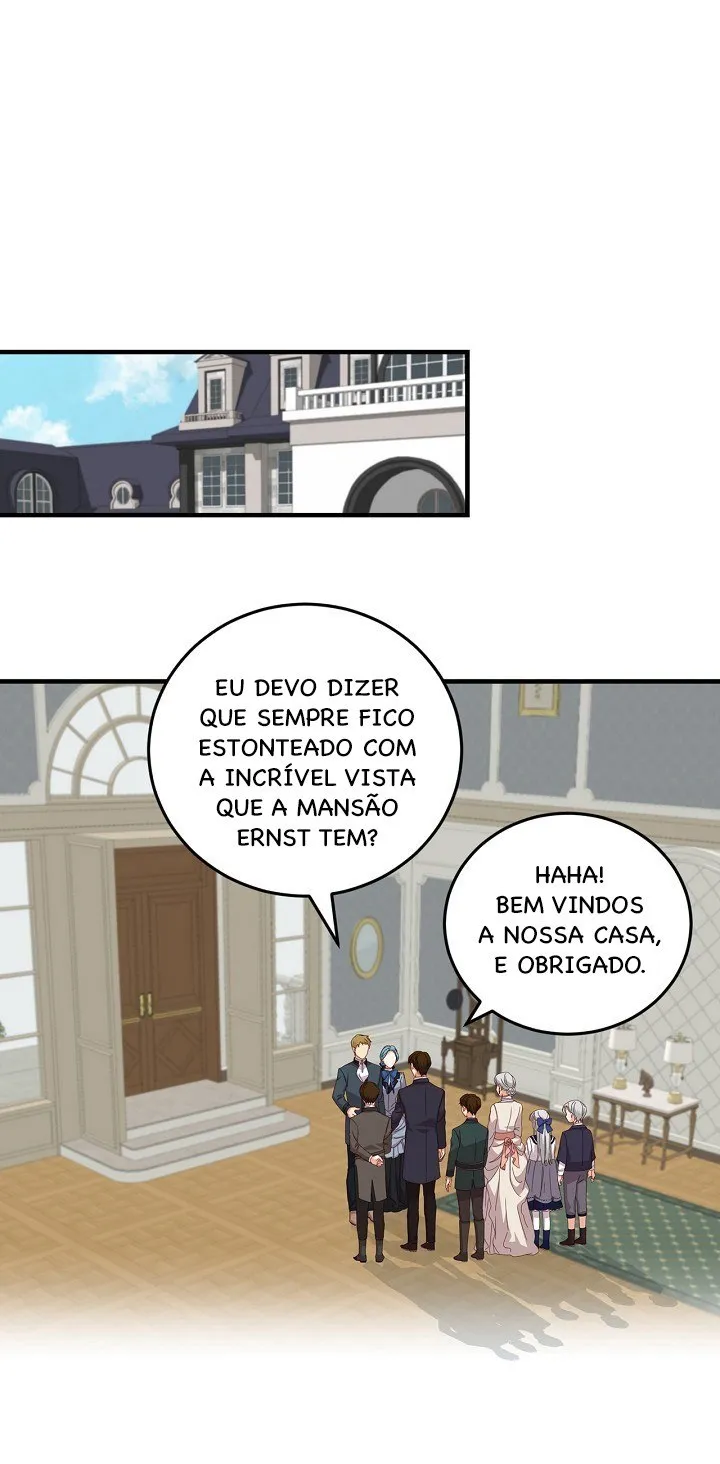 EU DEVO DIZER
QUE SEMPRE FICO
ESTONTEADO COM
A INCRÍVEL VISTA
QUE A MANSÃO
ERNST TEM?
HAHA!
BEM VINDOS
A NOSSA CASA,
E OBRIGADO.